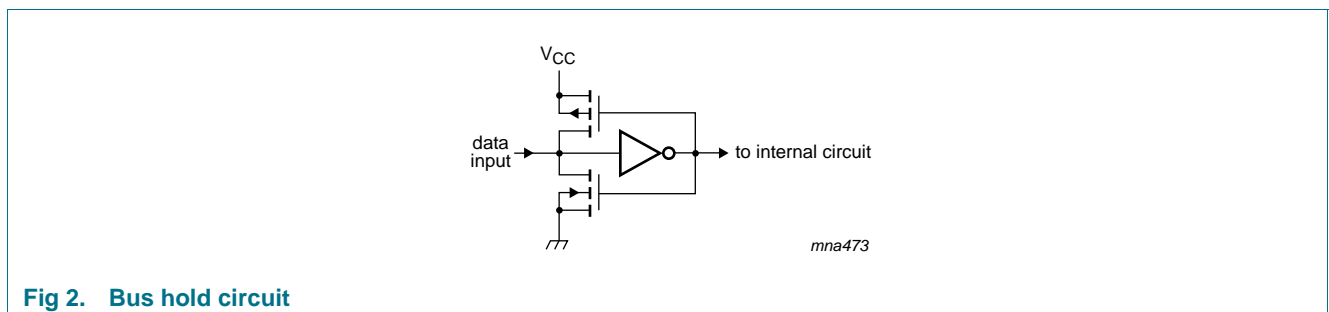 VCC
data
input
to internal circuit
mna473
Fig 2. Bus hold circuit